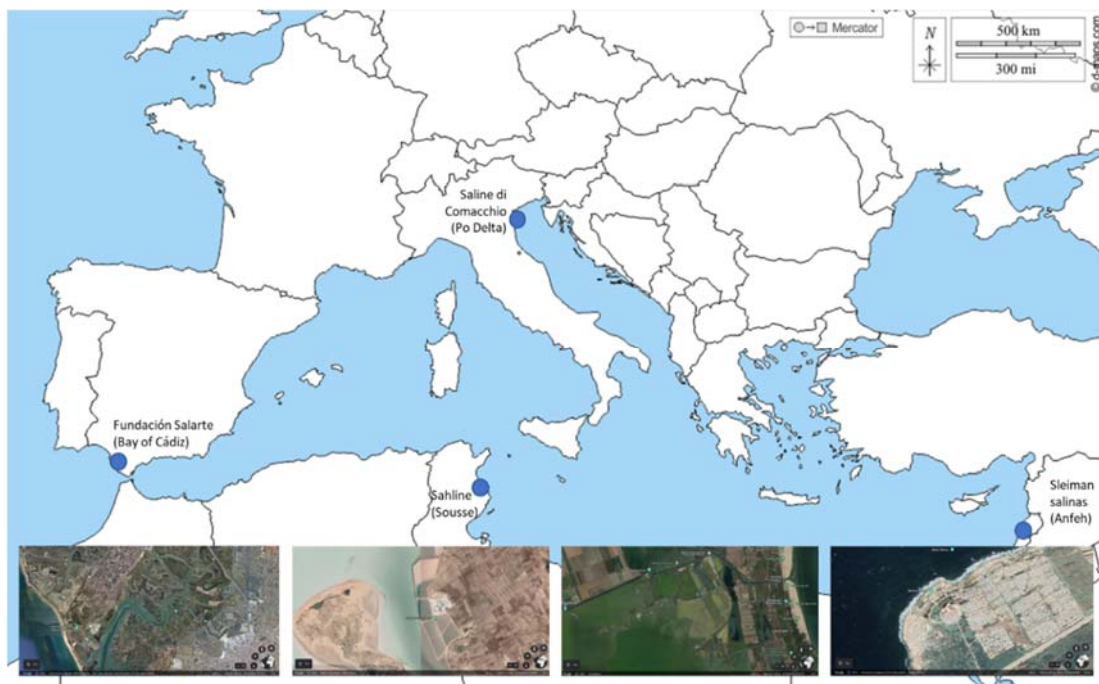 Mercator
N
500 km
300 mi
© d-maps.com
Saline di
Comacchio
(Po Delta)
Fundación Salarte
(Bay of Cádiz)
Sahline
(Sousse)
Sleiman
salinas
(Anfeh)